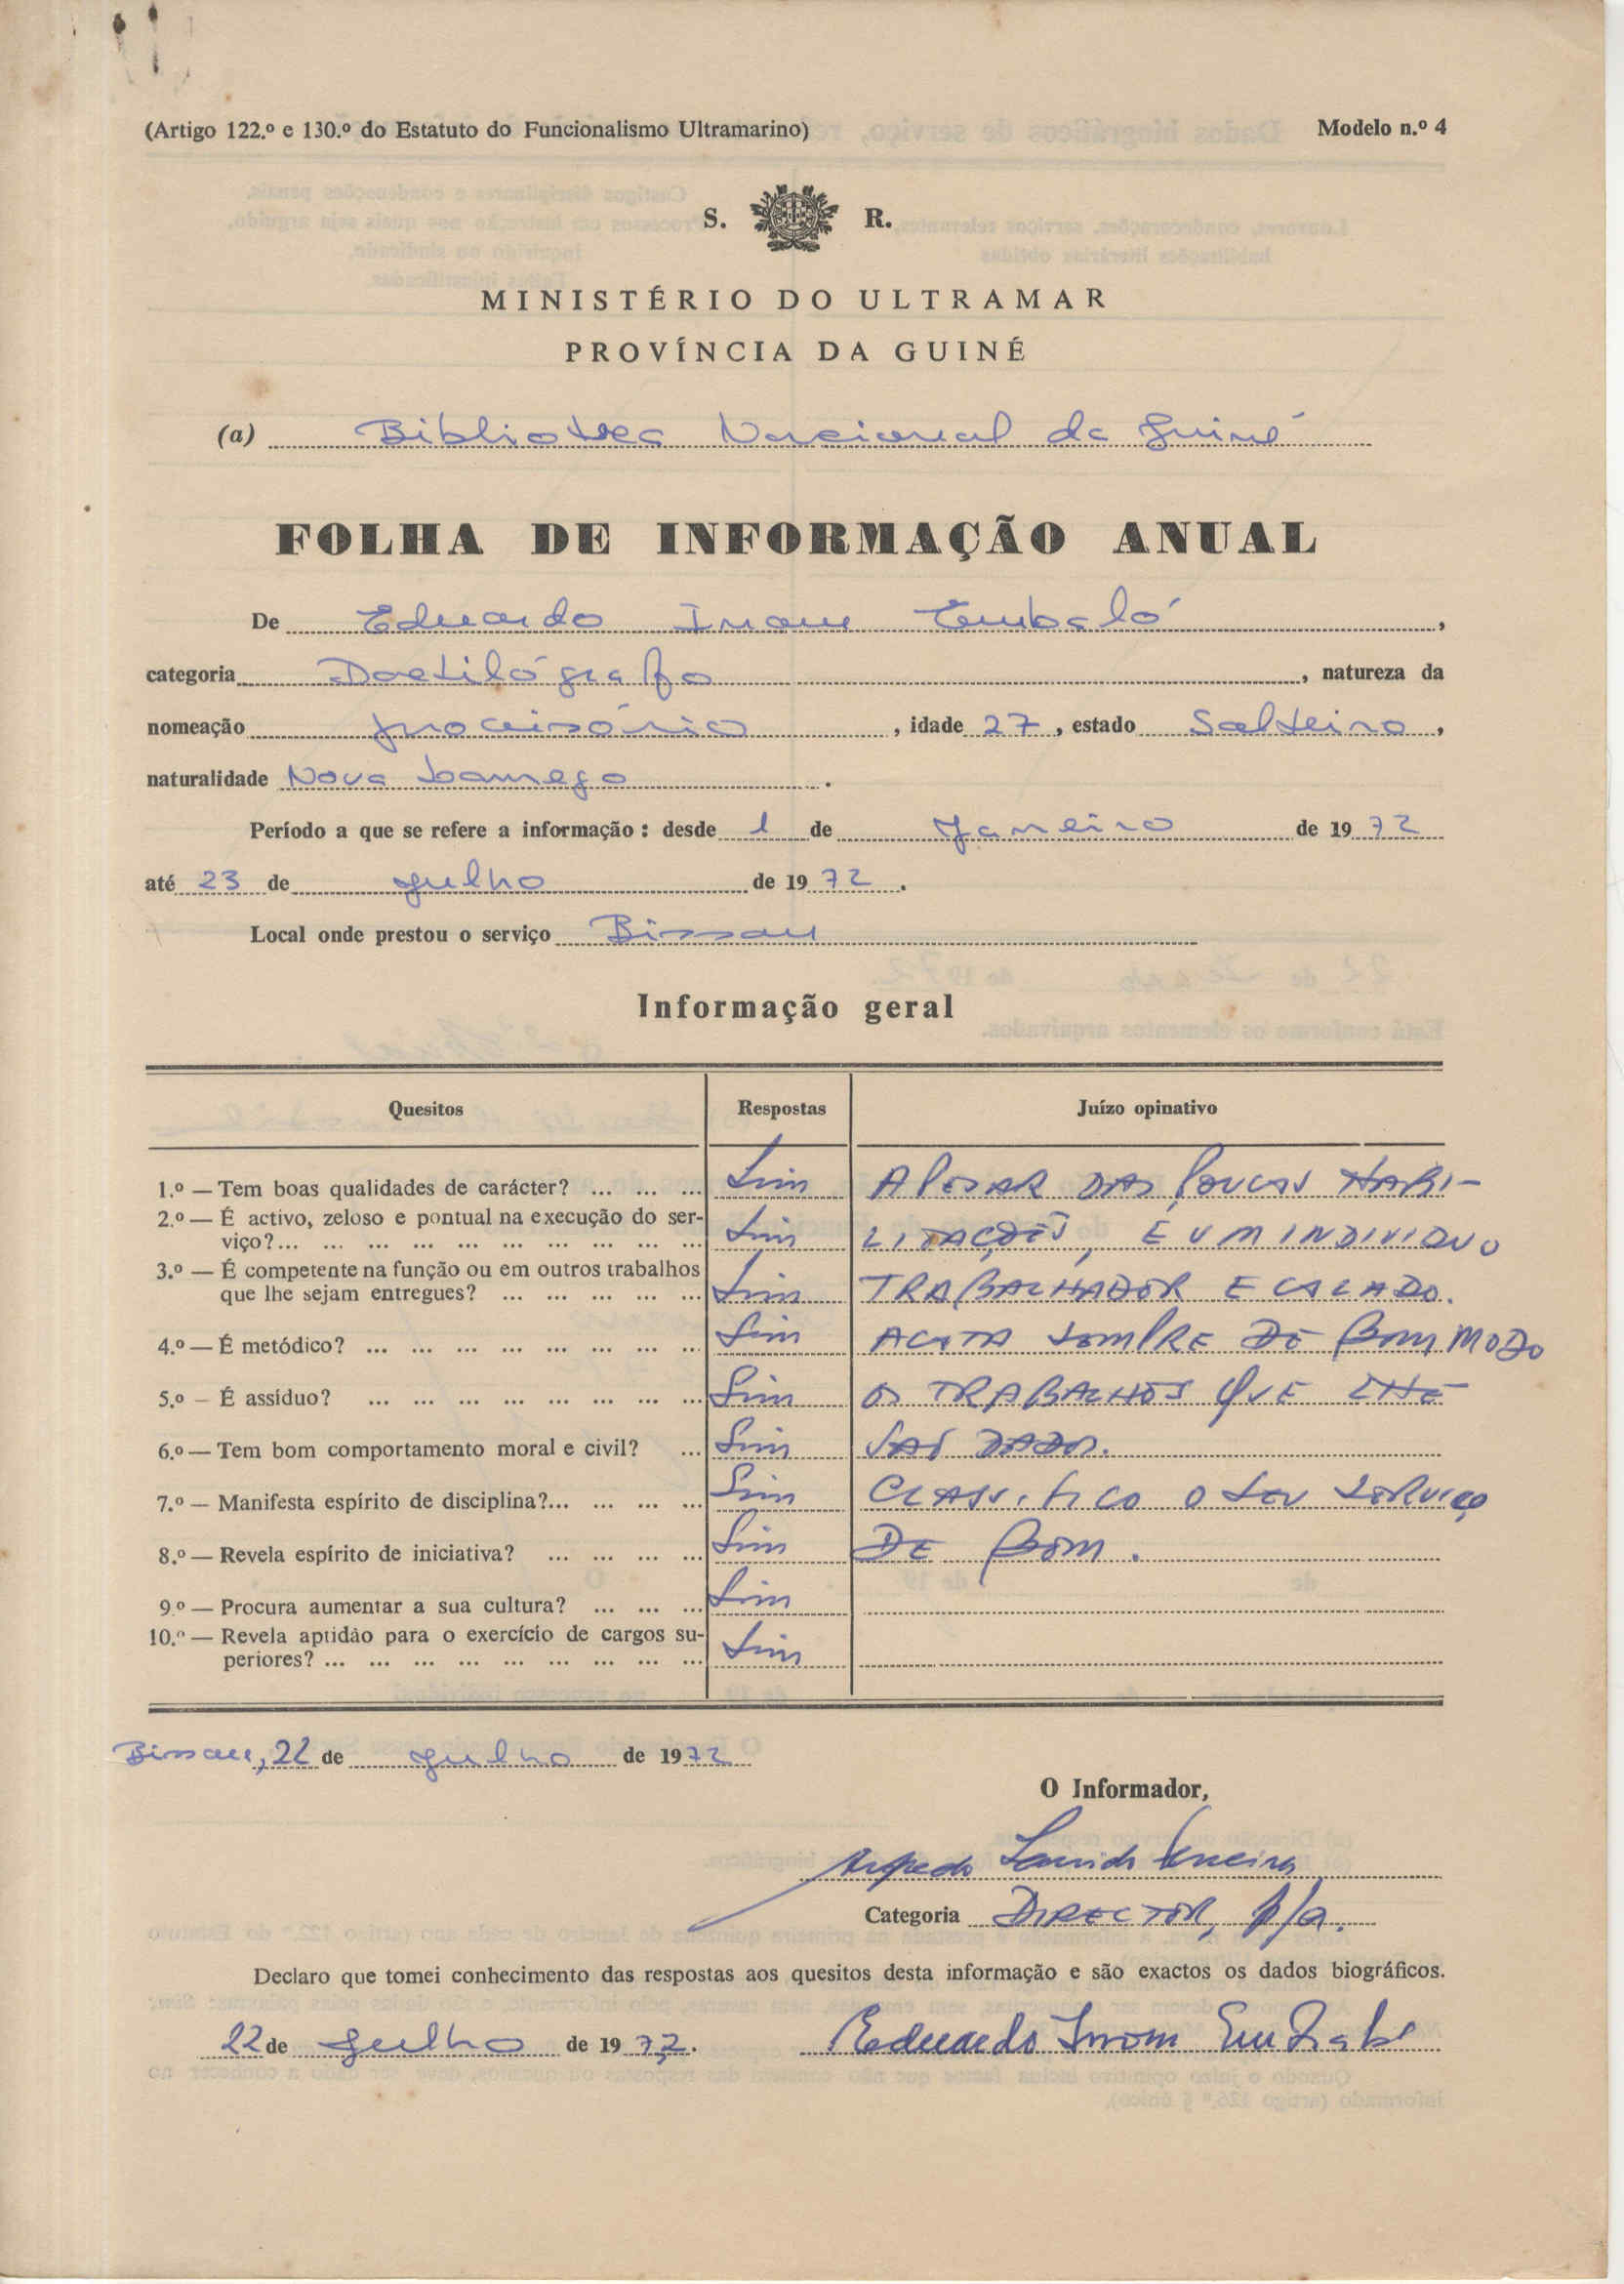 (Artigo 122.º e 130.º do Estatuto do Funcionalismo Ultramarino) Modelo n.º 4
S. R.
MINISTÉRIO DO ULTRAMAR
PROVÍNCIA DA GUINÉ
(a) Biblioteca Nacional da Guiné
FOLHA DE INFORMAÇÃO ANUAL
De Eduardo Embaló,
categoria Dactilógrafo, natureza da
nomeação provisório, idade 27, estado Solteiro,
naturalidade Nova Lamego.
Período a que se refere a informação: desde 1 de Janeiro de 1972
até 23 de Julho de 1972.
Local onde prestou o serviço Bissau
Informação geral
Quesitos Respostas Juízo opinativo
1.º — Tem boas qualidades de carácter? ... ... ... Sim APESAR DAS POUCAS HABI-
2.º — É activo, zeloso e pontual na execução do ser-
viço?... ... ... ... ... ... ... ... ... ... Sim LITAÇÕES, É UM INDIVIDUO
3.º — É competente na função ou em outros trabalhos
que lhe sejam entregues? ... ... ... ... ... Sim TRABALHADOR E CALADO.
4.º — É metódico? ... ... ... ... ... ... ... ... Sim ACEITA SEMPRE DE BOM MODO
5.º – É assíduo? ... ... ... ... ... ... ... ... Sim OS TRABALHOS QUE LHE
6.º — Tem bom comportamento moral e civil? ... Sim SÃO DADOS.
7.º — Manifesta espírito de disciplina?... ... ... ... Sim CLASSIFICO O SEU SERVIÇO
8.º — Revela espírito de iniciativa? ... ... ... ... Sim DE BOM.
9.º — Procura aumentar a sua cultura? ... ... ... Sim
10.º — Revela aptidão para o exercício de cargos su-
periores? ... ... ... ... ... ... ... ... ... Sim
Bissau, 22 de Julho de 1972
O Informador,
Categoria DIRECTOR, p/a.
Declaro que tomei conhecimento das respostas aos quesitos desta informação e são exactos os dados biográficos.
22 de Julho de 1972. Eduardo